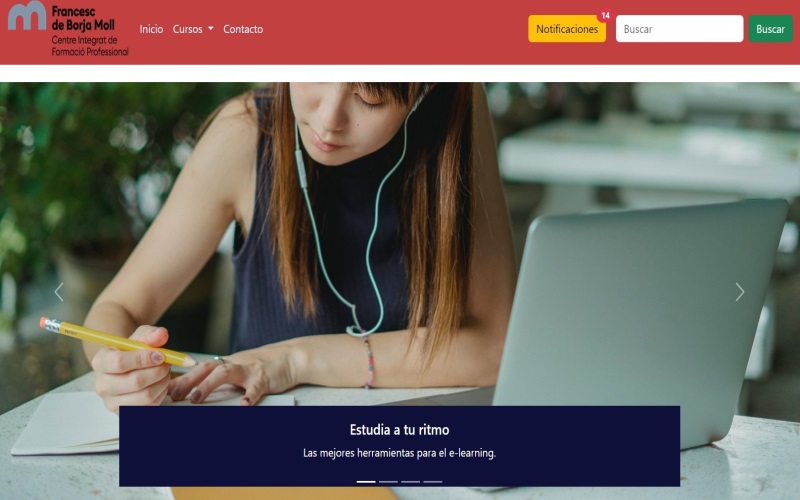 Francesc
de Borja Moll
Centre Integrat de
Formació Professional
Inicio
Cursos
Contacto
Notificaciones
14
Buscar
Buscar
Estudia a tu ritmo
Las mejores herramientas para el e-learning.